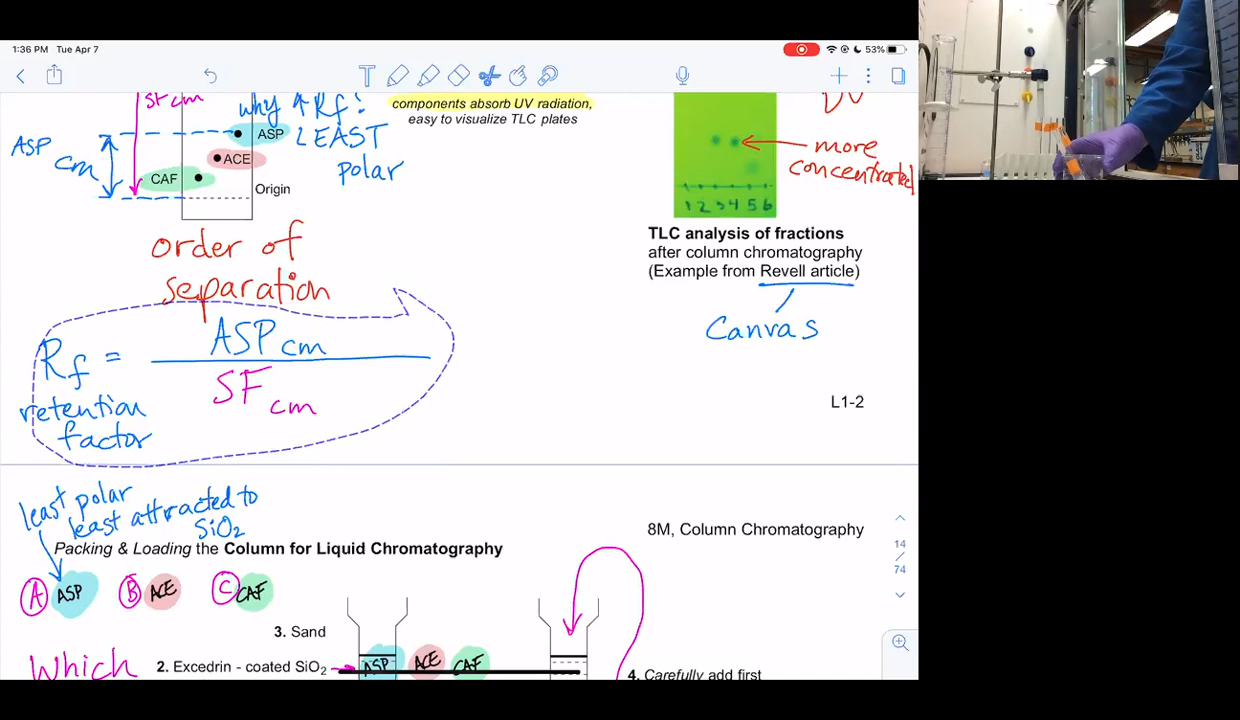 1:36 PM Tue Apr 7
53%
SF cm
why ↑ Rf?
components absorb UV radiation,
easy to visualize TLC plates
UV
ASP
LEAST
polar
ASP
cm
ACE
CAF
Origin
more
concentrated
1 2 3 4 5 6
TLC analysis of fractions
after column chromatography
(Example from Revell article)
Canvas
order of
separation
Rf = ASP cm
SF cm
retention
factor
L1-2
least polar
least attracted to
SiO2
8M, Column Chromatography
Packing & Loading the Column for Liquid Chromatography
A ASP B ACE C CAF
3. Sand
Which
2. Excedrin - coated SiO2
ASP ACE CAF
4. Carefully add first
14
/
74